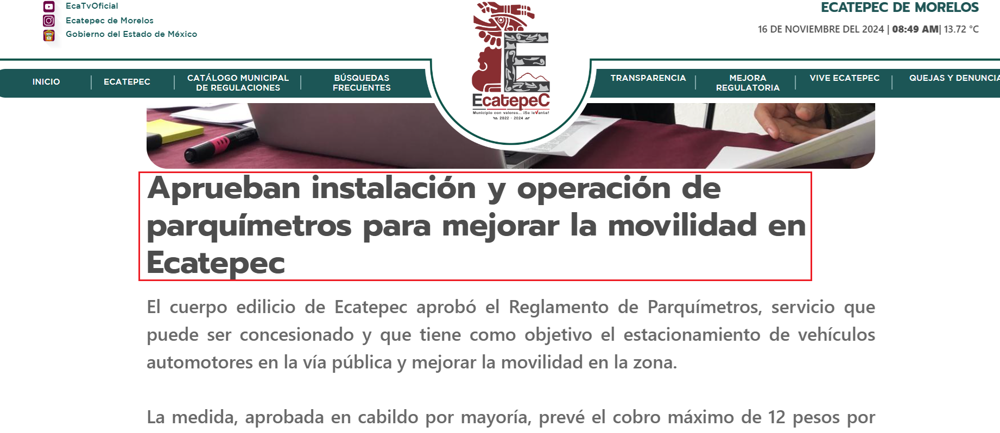 EcaTvOficial
Ecatepec de Morelos
Gobierno del Estado de México
ECATEPEC DE MORELOS
16 DE NOVIEMBRE DEL 2024 | 08:49 AM| 13.72 °C
INICIO
ECATEPEC
CATÁLOGO MUNICIPAL
DE REGULACIONES
BÚSQUEDAS
FRECUENTES
E
EcatepeC
Municipio con valores... ¡Se leVanta!
2022 - 2024
TRANSPARENCIA
MEJORA
REGULATORIA
VIVE ECATEPEC
QUEJAS Y DENUNCIA
Aprueban instalación y operación de
parquímetros para mejorar la movilidad en
Ecatepec
El cuerpo edilicio de Ecatepec aprobó el Reglamento de Parquímetros, servicio que
puede ser concesionado y que tiene como objetivo el estacionamiento de vehículos
automotores en la vía pública y mejorar la movilidad en la zona.
La medida, aprobada en cabildo por mayoría, prevé el cobro máximo de 12 pesos por